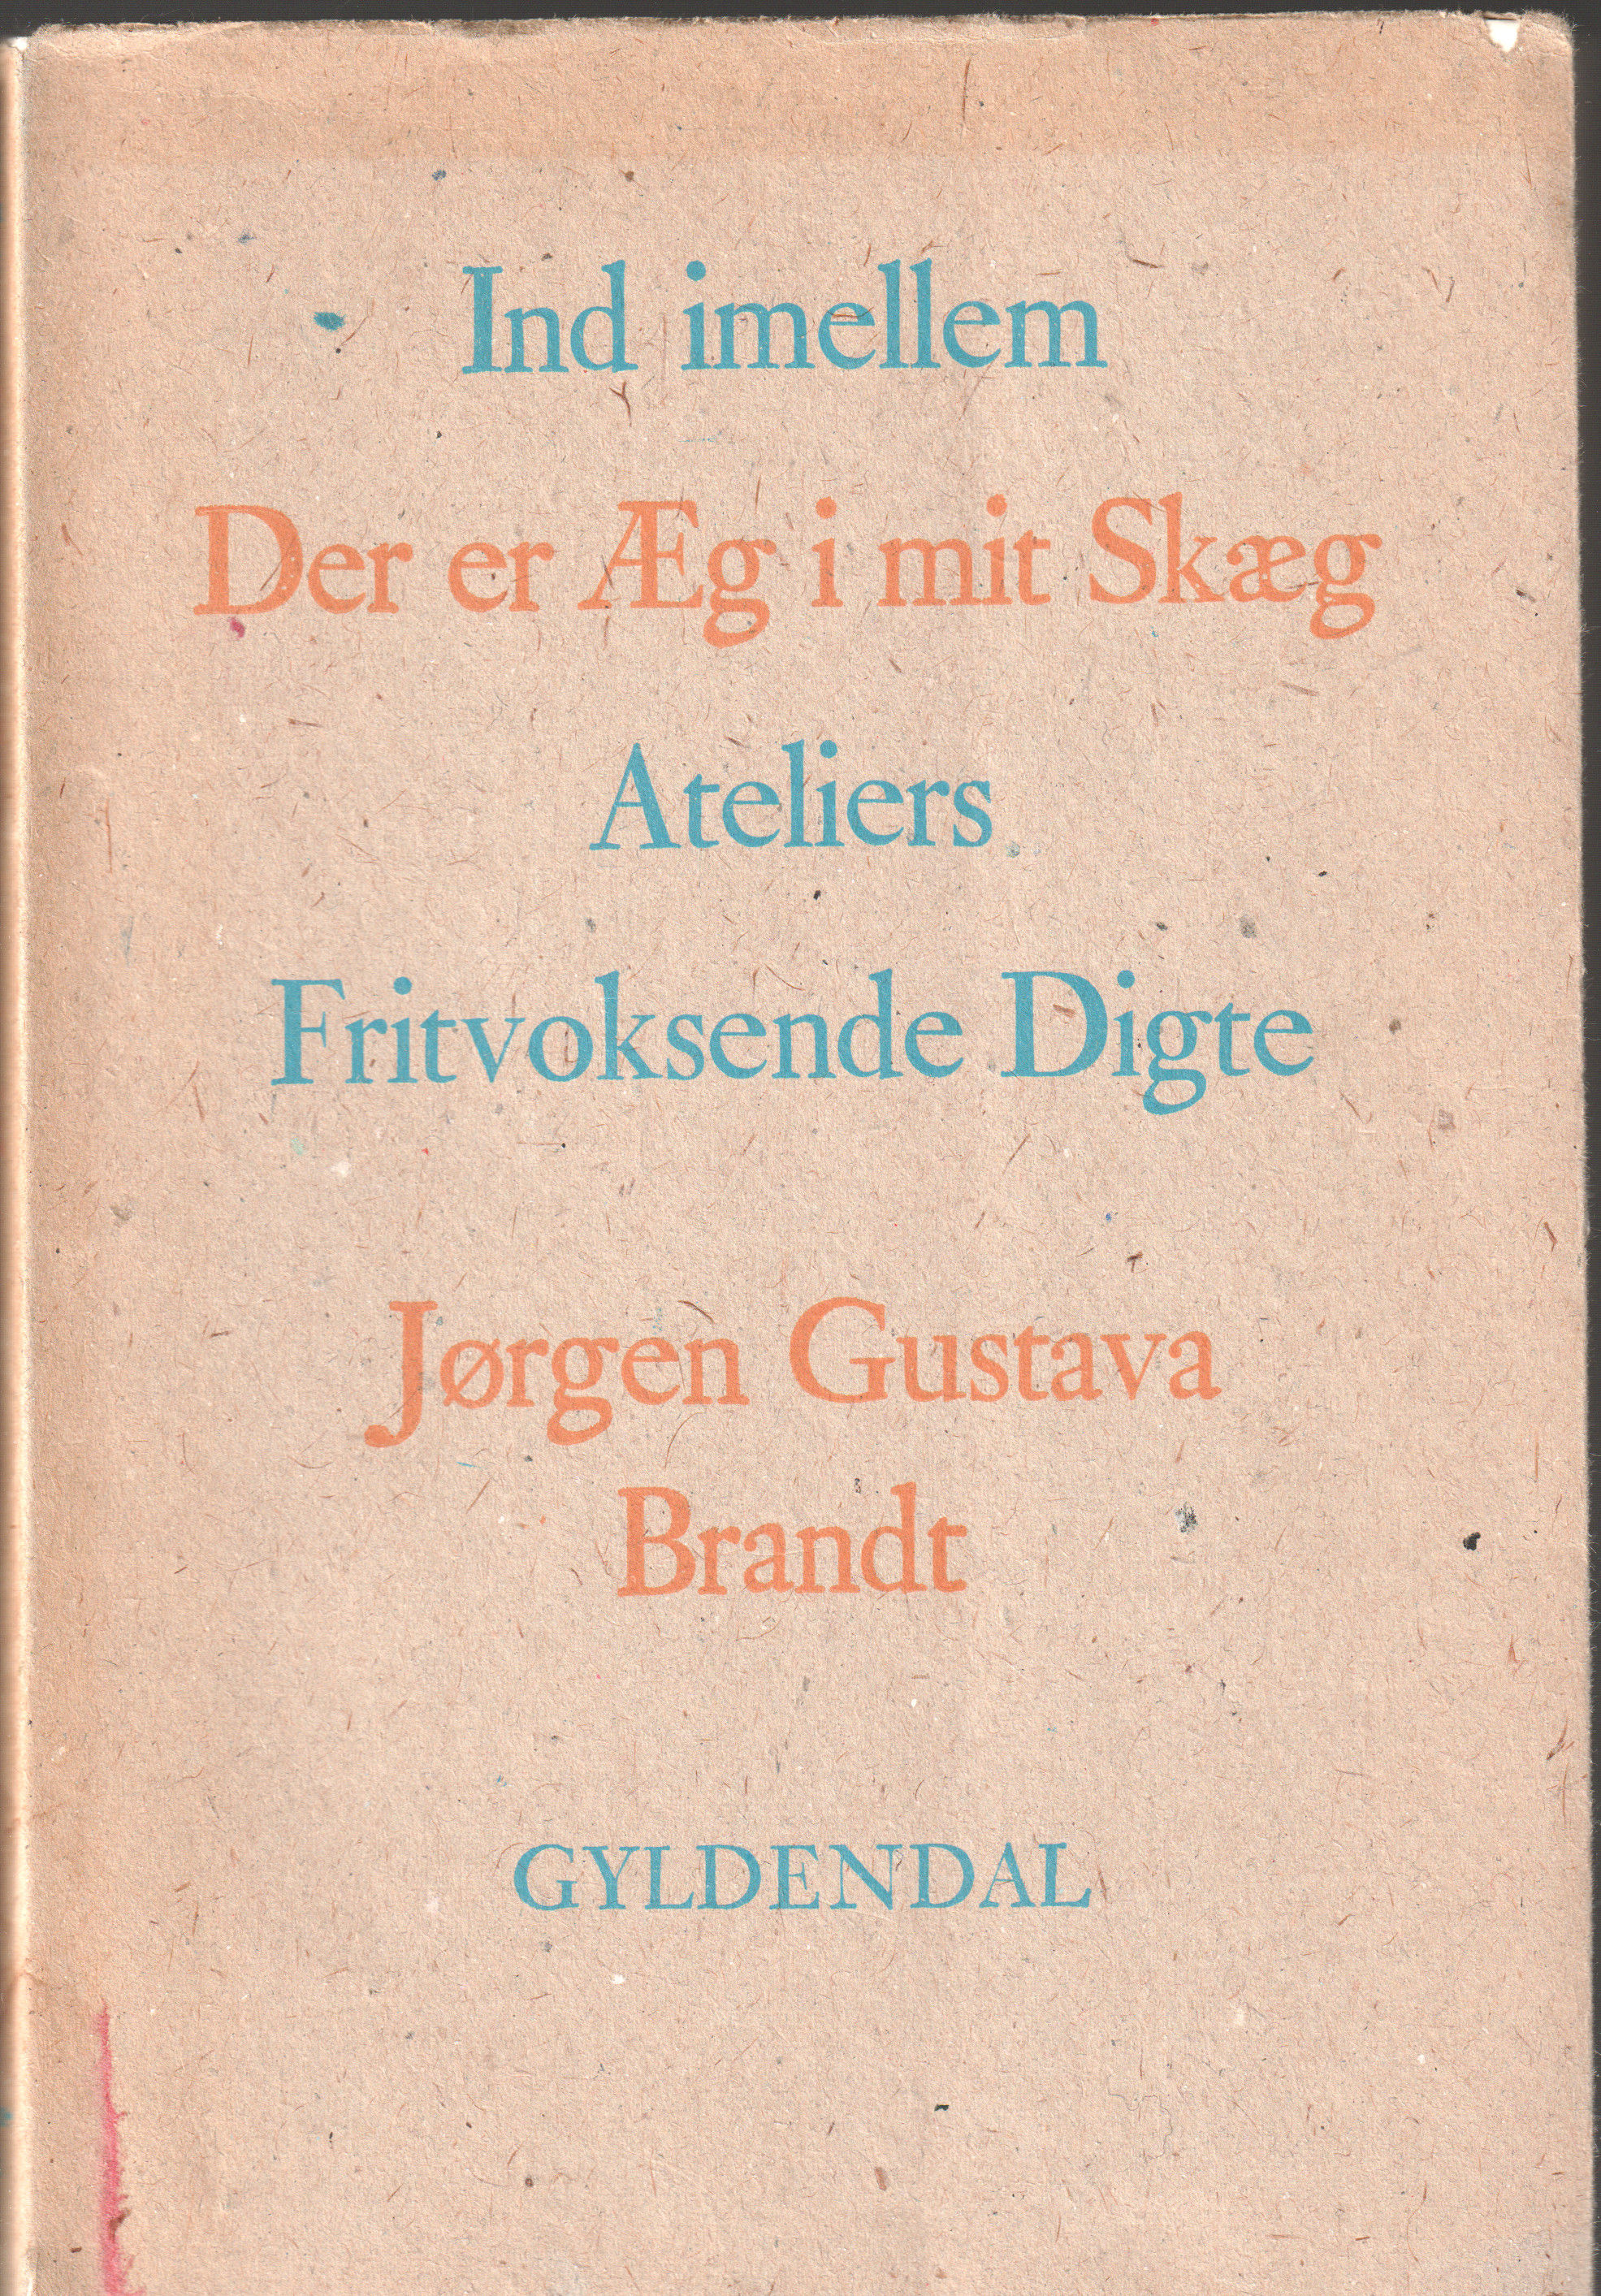 Ind imellem
Der er Æg i mit Skæg
Ateliers
Fritvoksende Digte
Jørgen Gustava
Brandt
GYLDENDAL